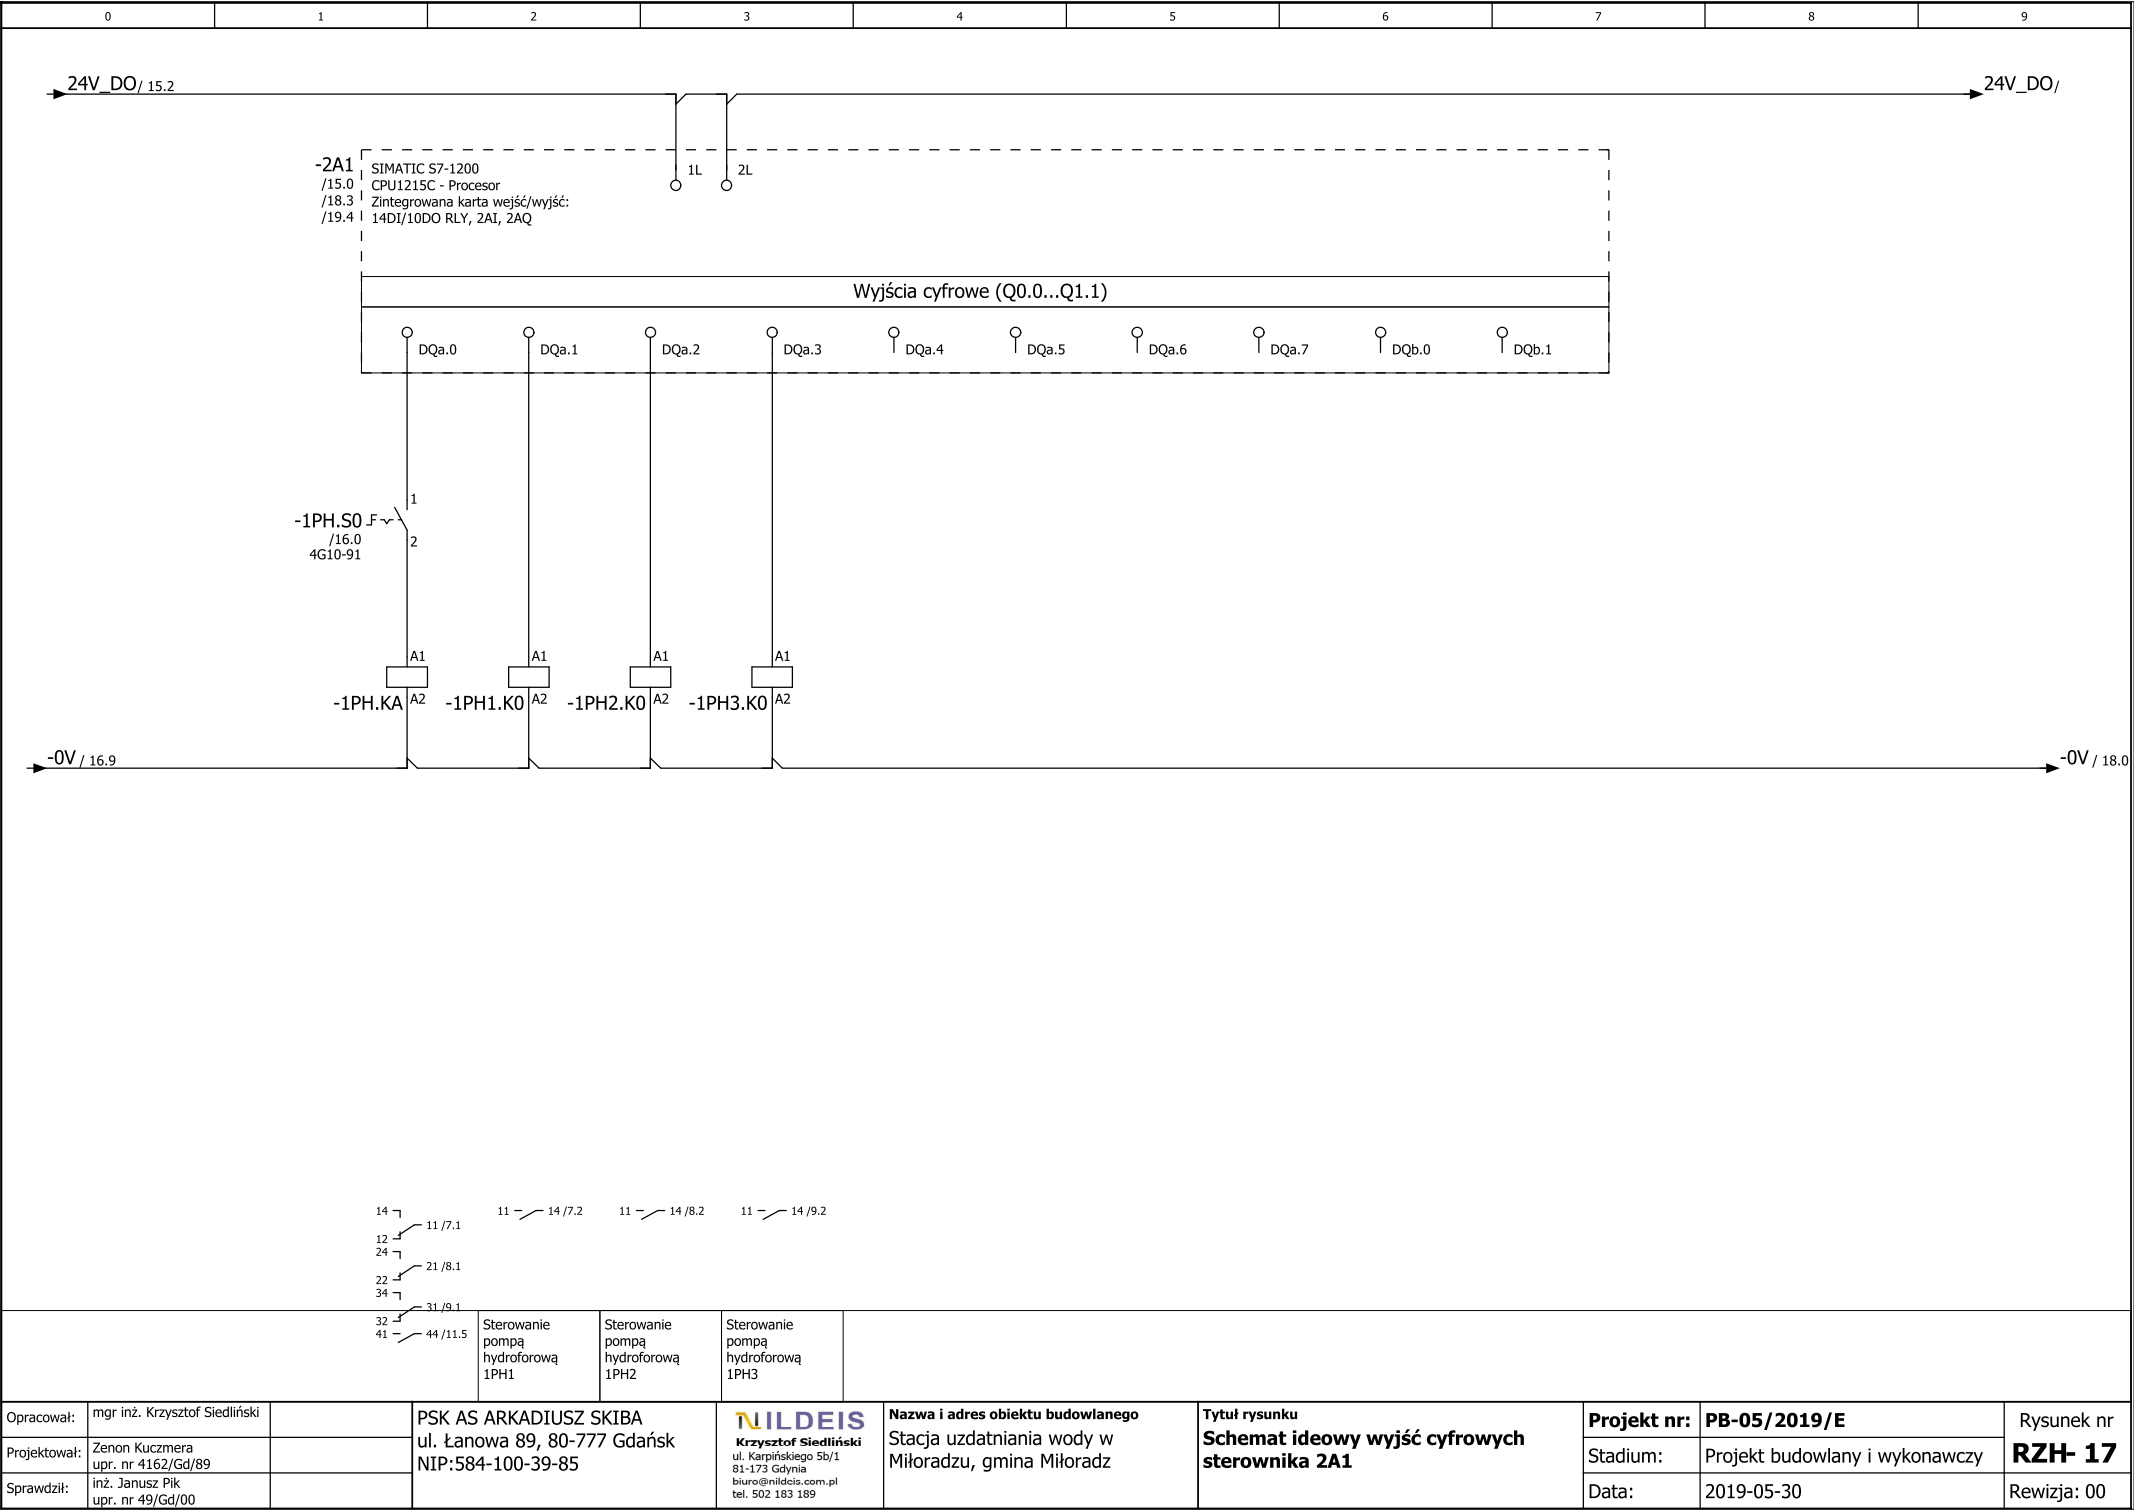 0 1 2 3 4 5 6 7 8 9
24V_DO/ 15.2
24V_DO/
-2A1
/15.0
/18.3
/19.4
SIMATIC S7-1200
CPU1215C - Procesor
Zintegrowana karta wejść/wyjść:
14DI/10DO RLY, 2AI, 2AQ
1L 2L
Wyjścia cyfrowe (Q0.0...Q1.1)
DQa.0 DQa.1 DQa.2 DQa.3 DQa.4 DQa.5 DQa.6 DQa.7 DQb.0 DQb.1
1
-1PH.S0
/16.0
4G10-91
2
A1 A1 A1 A1
-1PH.KA A2 -1PH1.K0 A2 -1PH2.K0 A2 -1PH3.K0 A2
-0V / 16.9
-0V / 18.0
14 11 14 /7.2 11 14 /8.2 11 14 /9.2
11 /7.1
12
24
21 /8.1
22
34
31 /9.1
32
41 44 /11.5
Sterowanie
pompą
hydroforową
1PH1
Sterowanie
pompą
hydroforową
1PH2
Sterowanie
pompą
hydroforową
1PH3
Opracował: mgr inż. Krzysztof Siedliński
Projektował: Zenon Kuczmera
upr. nr 4162/Gd/89
Sprawdził: inż. Janusz Pik
upr. nr 49/Gd/00
PSK AS ARKADIUSZ SKIBA
ul. Łanowa 89, 80-777 Gdańsk
NIP:584-100-39-85
NILDEIS
Krzysztof Siedliński
ul. Karpińskiego 5b/1
81-173 Gdynia
biuro@nildeis.com.pl
tel. 502 183 189
Nazwa i adres obiektu budowlanego
Stacja uzdatniania wody w
Miłoradzu, gmina Miłoradz
Tytuł rysunku
Schemat ideowy wyjść cyfrowych
sterownika 2A1
Projekt nr: PB-05/2019/E
Stadium: Projekt budowlany i wykonawczy
Data: 2019-05-30
Rysunek nr
RZH- 17
Rewizja: 00